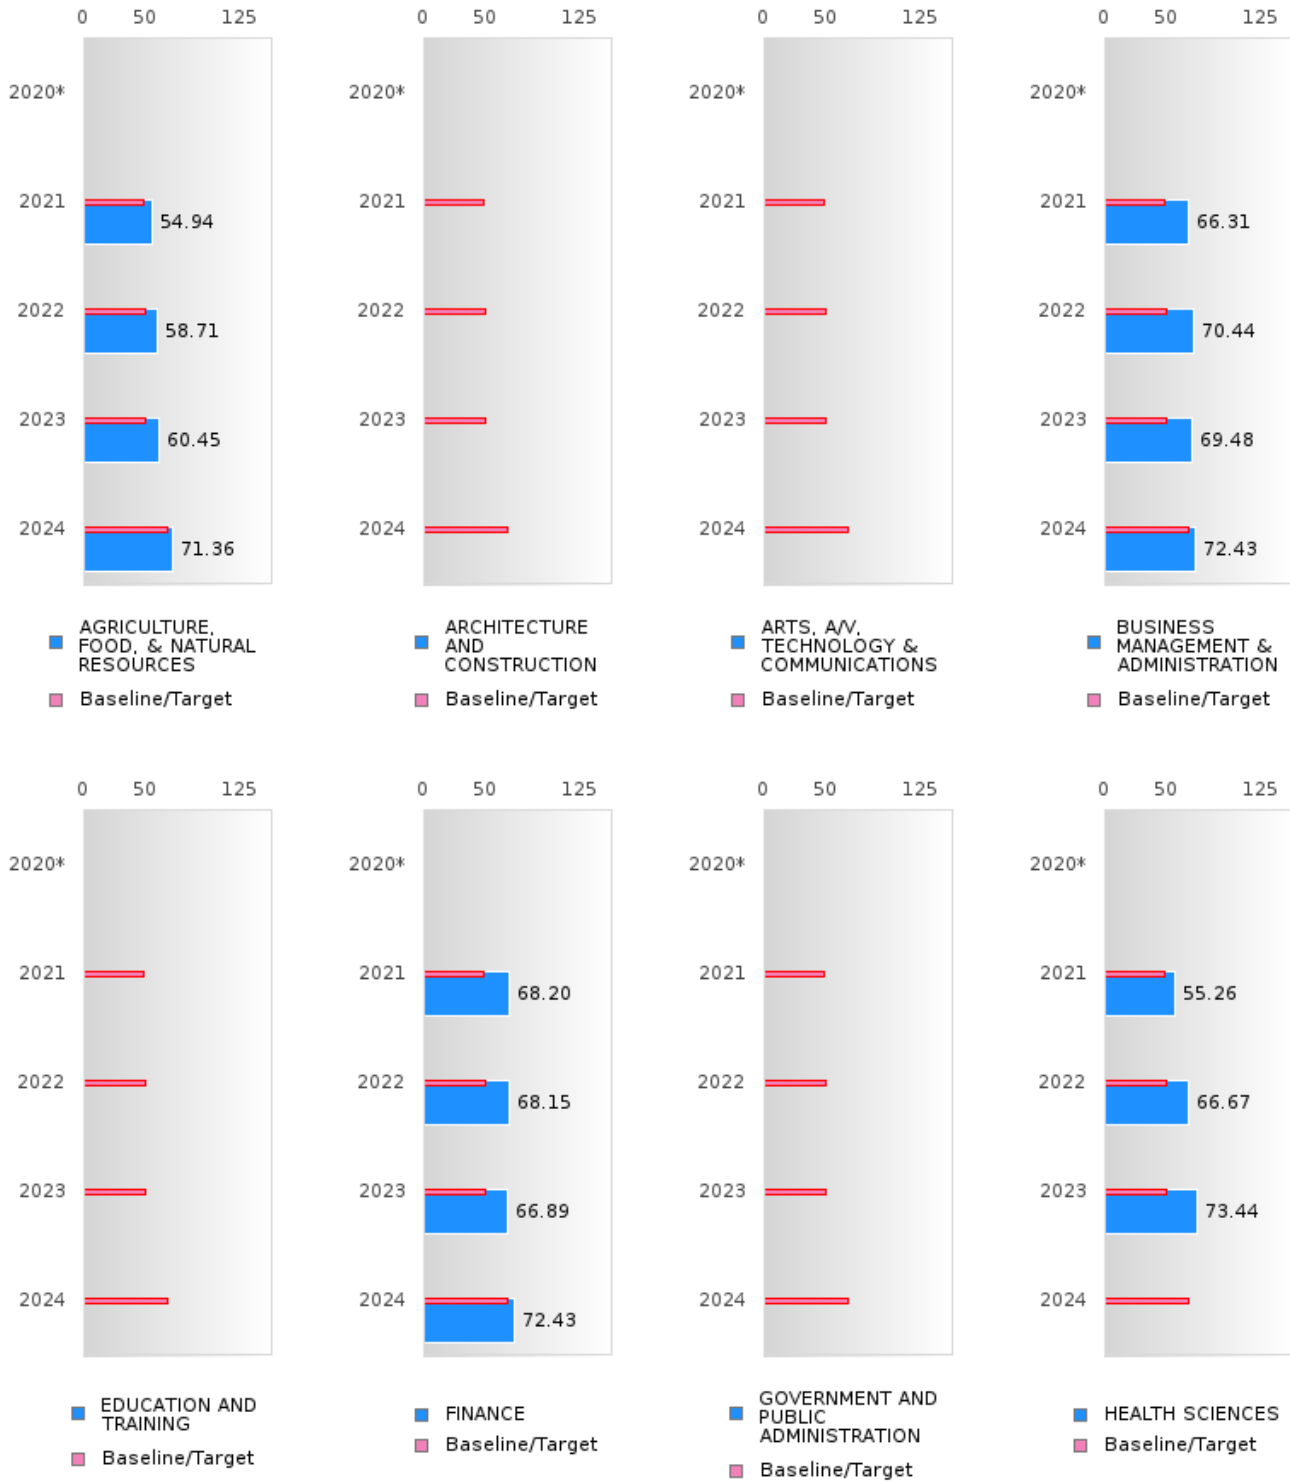 0 50 125 0 50 125 0 50 125 0 50 125
2020* 2020* 2020* 2020*
2021 54.94 2021 2021 2021 66.31
2022 58.71 2022 2022 2022 70.44
2023 60.45 2023 2023 2023 69.48
2024 71.36 2024 2024 2024 72.43
AGRICULTURE,
FOOD, & NATURAL
RESOURCES
Baseline/Target
ARCHITECTURE
AND
CONSTRUCTION
Baseline/Target
ARTS, A/V,
TECHNOLOGY &
COMMUNICATIONS
Baseline/Target
BUSINESS
MANAGEMENT &
ADMINISTRATION
Baseline/Target
0 50 125 0 50 125 0 50 125 0 50 125
2020* 2020* 2020* 2020*
2021 2021 68.20 2021 2021 55.26
2022 2022 68.15 2022 2022 66.67
2023 2023 66.89 2023 2023 73.44
2024 2024 72.43 2024 2024
EDUCATION AND
TRAINING
Baseline/Target
FINANCE
Baseline/Target
GOVERNMENT AND
PUBLIC
ADMINISTRATION
Baseline/Target
HEALTH SCIENCES
Baseline/Target